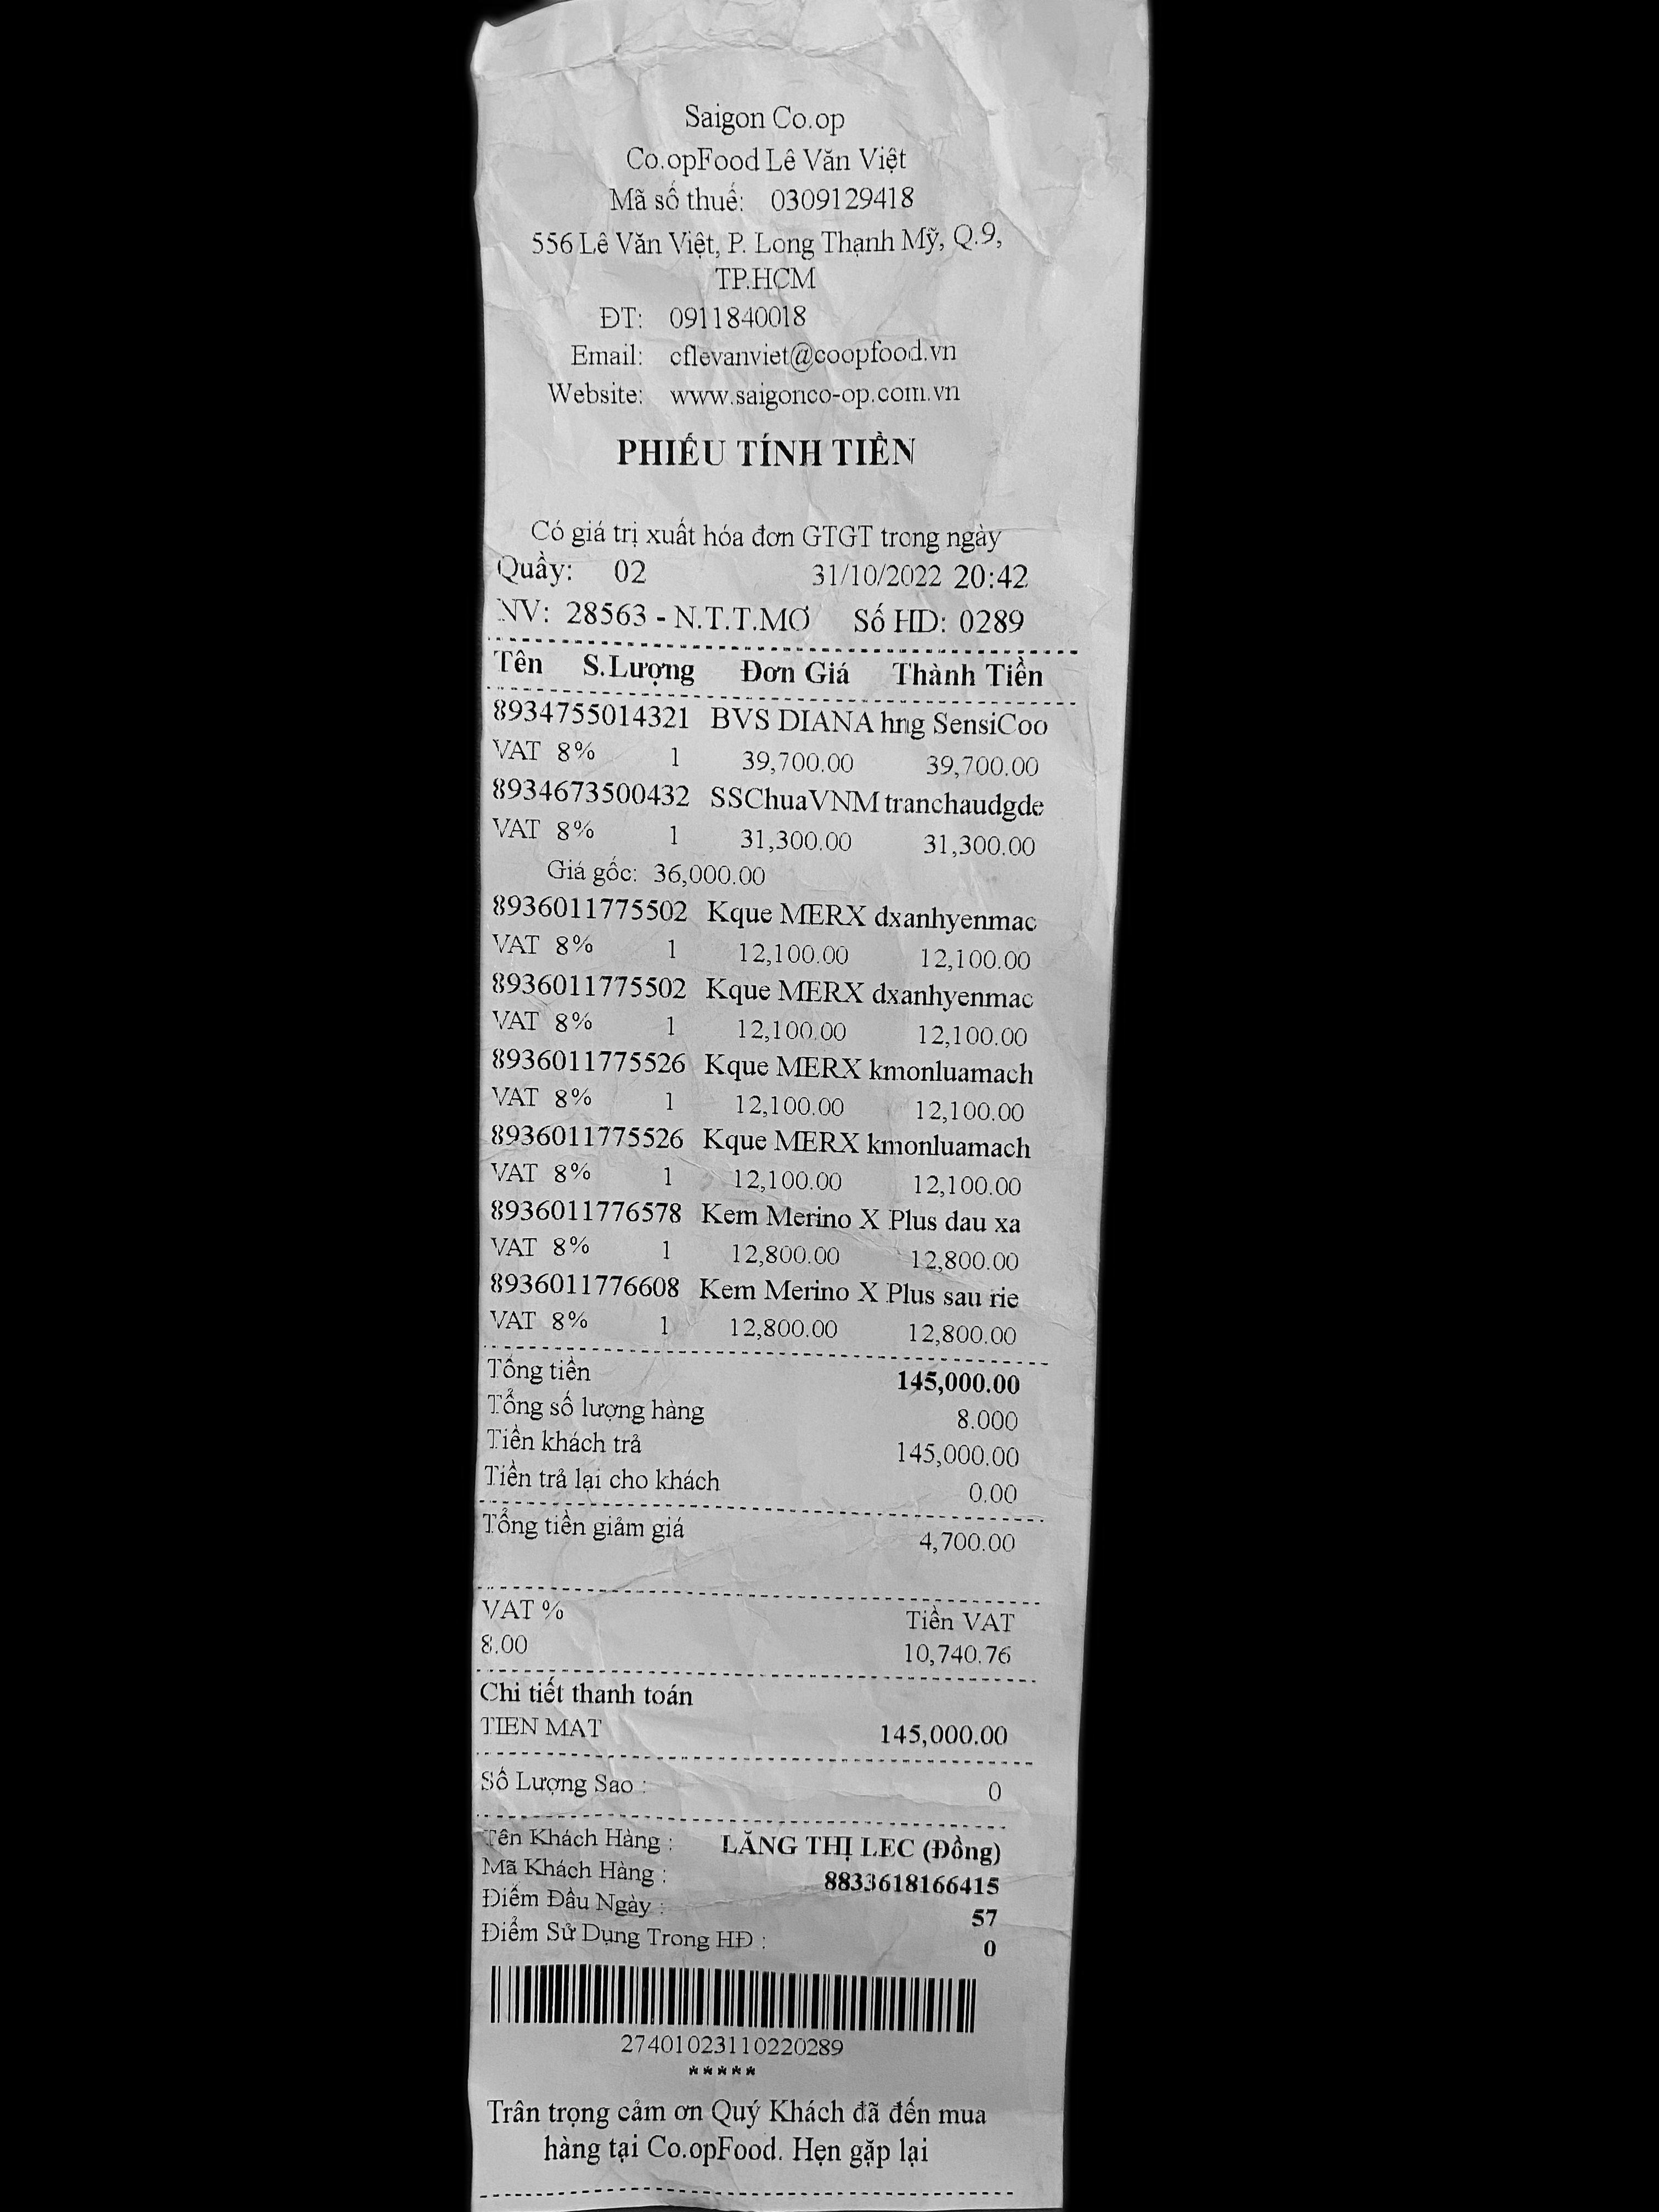 Saigon Co.op
Co.opFood Lê Văn Việt
Mã số thuế: 0309129418
556 Lê Văn Việt, P. Long Thạnh Mỹ, Q.9,
TP.HCM
ĐT: 0911840018
Email: cflevanviet@coopfood.vn
Website: www.saigonco-op.com.vn
PHIẾU TÍNH TIỀN
Có giá trị xuất hóa đơn GTGT trong ngày
Quầy: 02 31/10/2022 20:42
NV: 28563 - N.T.T.MƠ Số HD: 0289
Tên S.Lượng Đơn Giá Thành Tiền
8934755014321 BVS DIANA hng SensiCoo
VAT 8% 1 39,700.00 39,700.00
8934673500432 SSChuaVNM tranchaudgde
VAT 8% 1 31,300.00 31,300.00
Giá gốc: 36,000.00
8936011775502 Kque MERX dxanhyenmac
VAT 8% 1 12,100.00 12,100.00
8936011775502 Kque MERX dxanhyenmac
VAT 8% 1 12,100.00 12,100.00
8936011775526 Kque MERX kmonluamach
VAT 8% 1 12,100.00 12,100.00
8936011775526 Kque MERX kmonluamach
VAT 8% 1 12,100.00 12,100.00
8936011776578 Kem Merino X Plus dau xa
VAT 8% 1 12,800.00 12,800.00
8936011776608 Kem Merino X Plus sau rie
VAT 8% 1 12,800.00 12,800.00
Tổng tiền 145,000.00
Tổng số lượng hàng 8.000
Tiền khách trả 145,000.00
Tiền trả lại cho khách 0.00
Tổng tiền giảm giá 4,700.00
VAT % Tiền VAT
8.00 10,740.76
Chi tiết thanh toán
TIEN MAT 145,000.00
Số Lượng Sao : 0
Tên Khách Hàng : LĂNG THỊ LEC (Đồng)
Mã Khách Hàng : 8833618166415
Điểm Đầu Ngày : 57
Điểm Sử Dụng Trong HĐ : 0
27401023110220289
*****
Trân trọng cảm ơn Quý Khách đã đến mua
hàng tại Co.opFood. Hẹn gặp lại